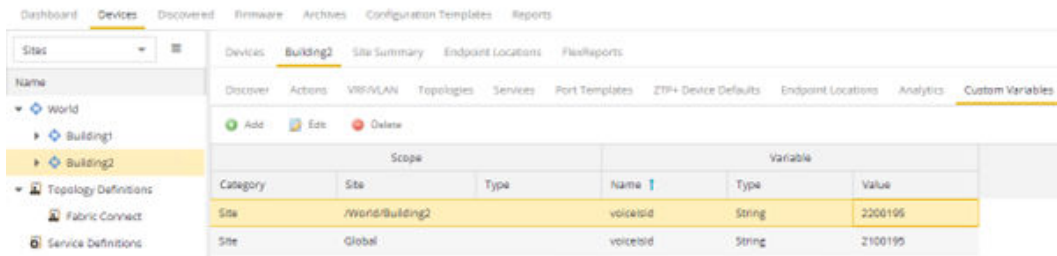 Dashboard Devices Discovered Firmware Archives Configuration Templates Reports
Sites
Devices Building2 Site Summary Endpoint Locations FlexReports
Name
Discover Actions VRF/VLAN Topologies Services Port Templates ZTP+ Device Defaults Endpoint Locations Analytics Custom Variables
World
Building1
Building2
Topology Definitions
Fabric Connect
Service Definitions
Add Edit Delete
Scope Variable
Category Site Type Name Type Value
Site /World/Building2 voiceisid String 2200195
Site Global voiceisid String 2100195